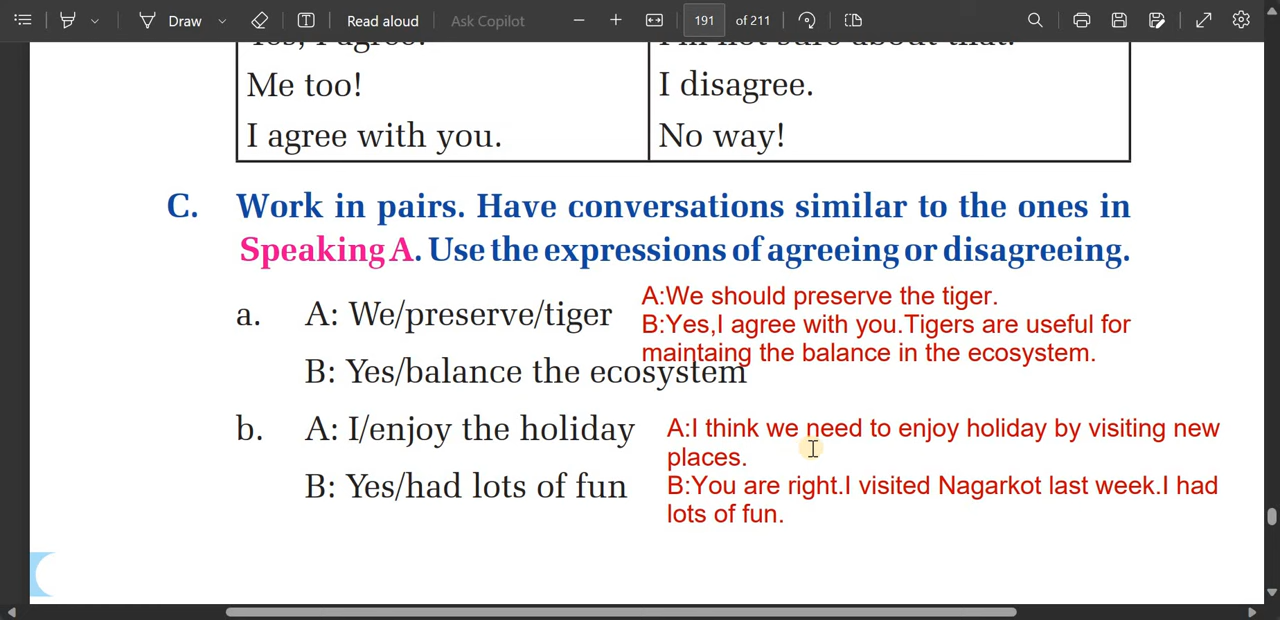 Draw
Read aloud
Ask Copilot
191 of 211
Yes, I agree! I'm not sure about that.
Me too! I disagree.
I agree with you. No way!
C. Work in pairs. Have conversations similar to the ones in
Speaking A. Use the expressions of agreeing or disagreeing.
a. A: We/preserve/tiger
B: Yes/balance the ecosystem
A:We should preserve the tiger.
B:Yes,I agree with you.Tigers are useful for
maintaing the balance in the ecosystem.
b. A: I/enjoy the holiday
B: Yes/had lots of fun
A:I think we need to enjoy holiday by visiting new
places.
B:You are right.I visited Nagarkot last week.I had
lots of fun.